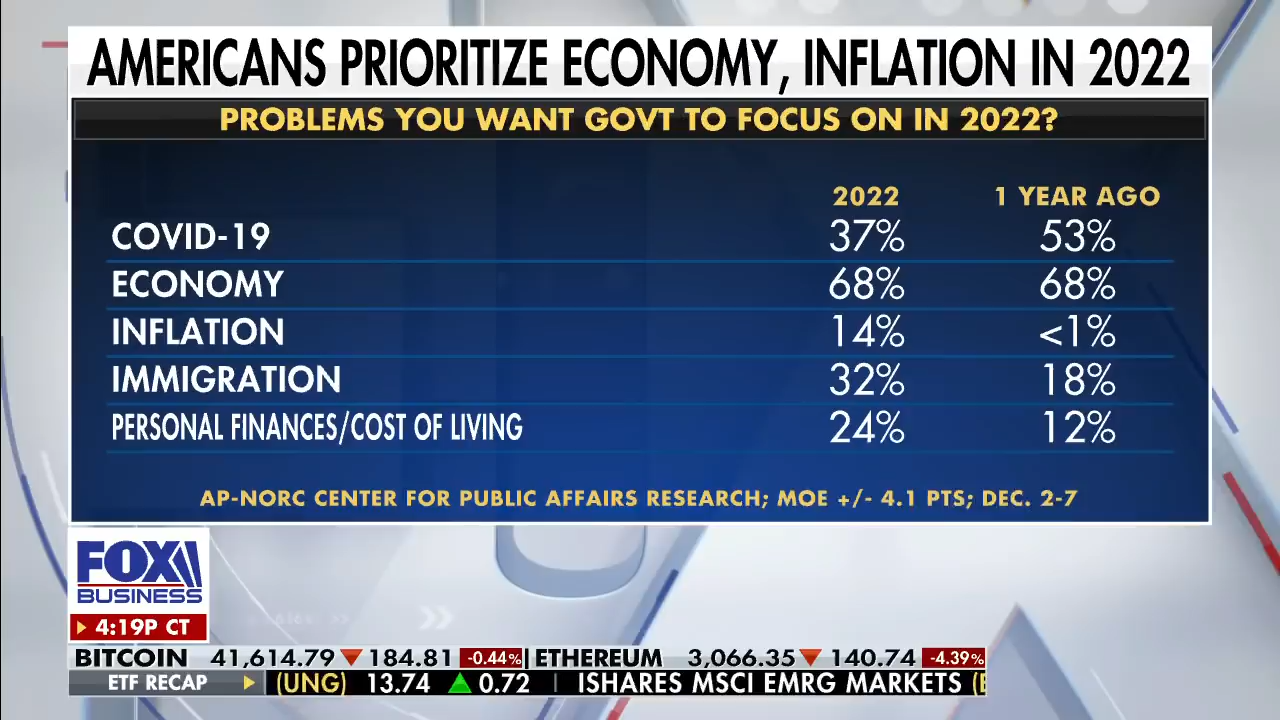 AMERICANS PRIORITIZE ECONOMY, INFLATION IN 2022
PROBLEMS YOU WANT GOVT TO FOCUS ON IN 2022?
2022 1 YEAR AGO
COVID-19 37% 53%
ECONOMY 68% 68%
INFLATION 14% <1%
IMMIGRATION 32% 18%
PERSONAL FINANCES/COST OF LIVING 24% 12%
AP-NORC CENTER FOR PUBLIC AFFAIRS RESEARCH; MOE +/- 4.1 PTS; DEC. 2-7
FOX
BUSINESS
4:19P CT
BITCOIN 41,614.79 ▼ 184.81 -0.44% ETHEREUM 3,066.35 ▼ 140.74 -4.39%
ETF RECAP (UNG) 13.74 ▲ 0.72 | ISHARES MSCI EMRG MARKETS